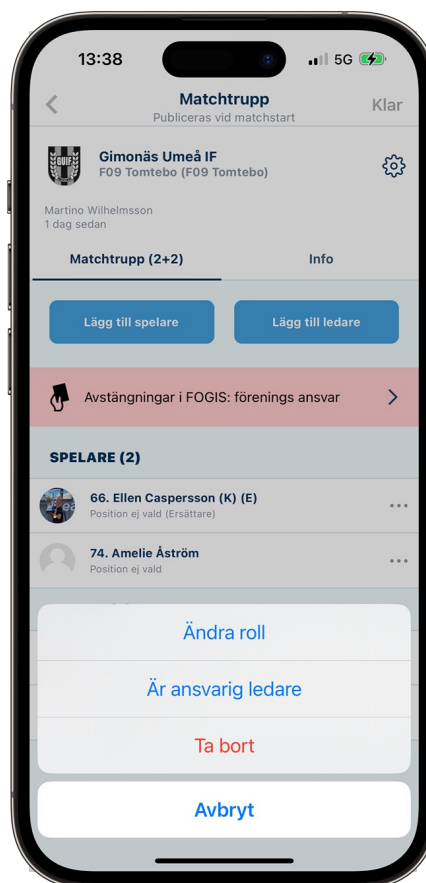 13:38
5G
Matchtrupp
Klar
Publiceras vid matchstart
GUIF
Gimonäs Umeå IF
F09 Tomtebo (F09 Tomtebo)
Martino Wilhelmsson
1 dag sedan
Matchtrupp (2+2)
Info
Lägg till spelare
Lägg till ledare
Avstängningar i FOGIS: förenings ansvar
SPELARE (2)
66. Ellen Caspersson (K) (E)
Position ej vald (Ersättare)
74. Amelie Åström
Position ej vald
Ändra roll
Är ansvarig ledare
Ta bort
Avbryt